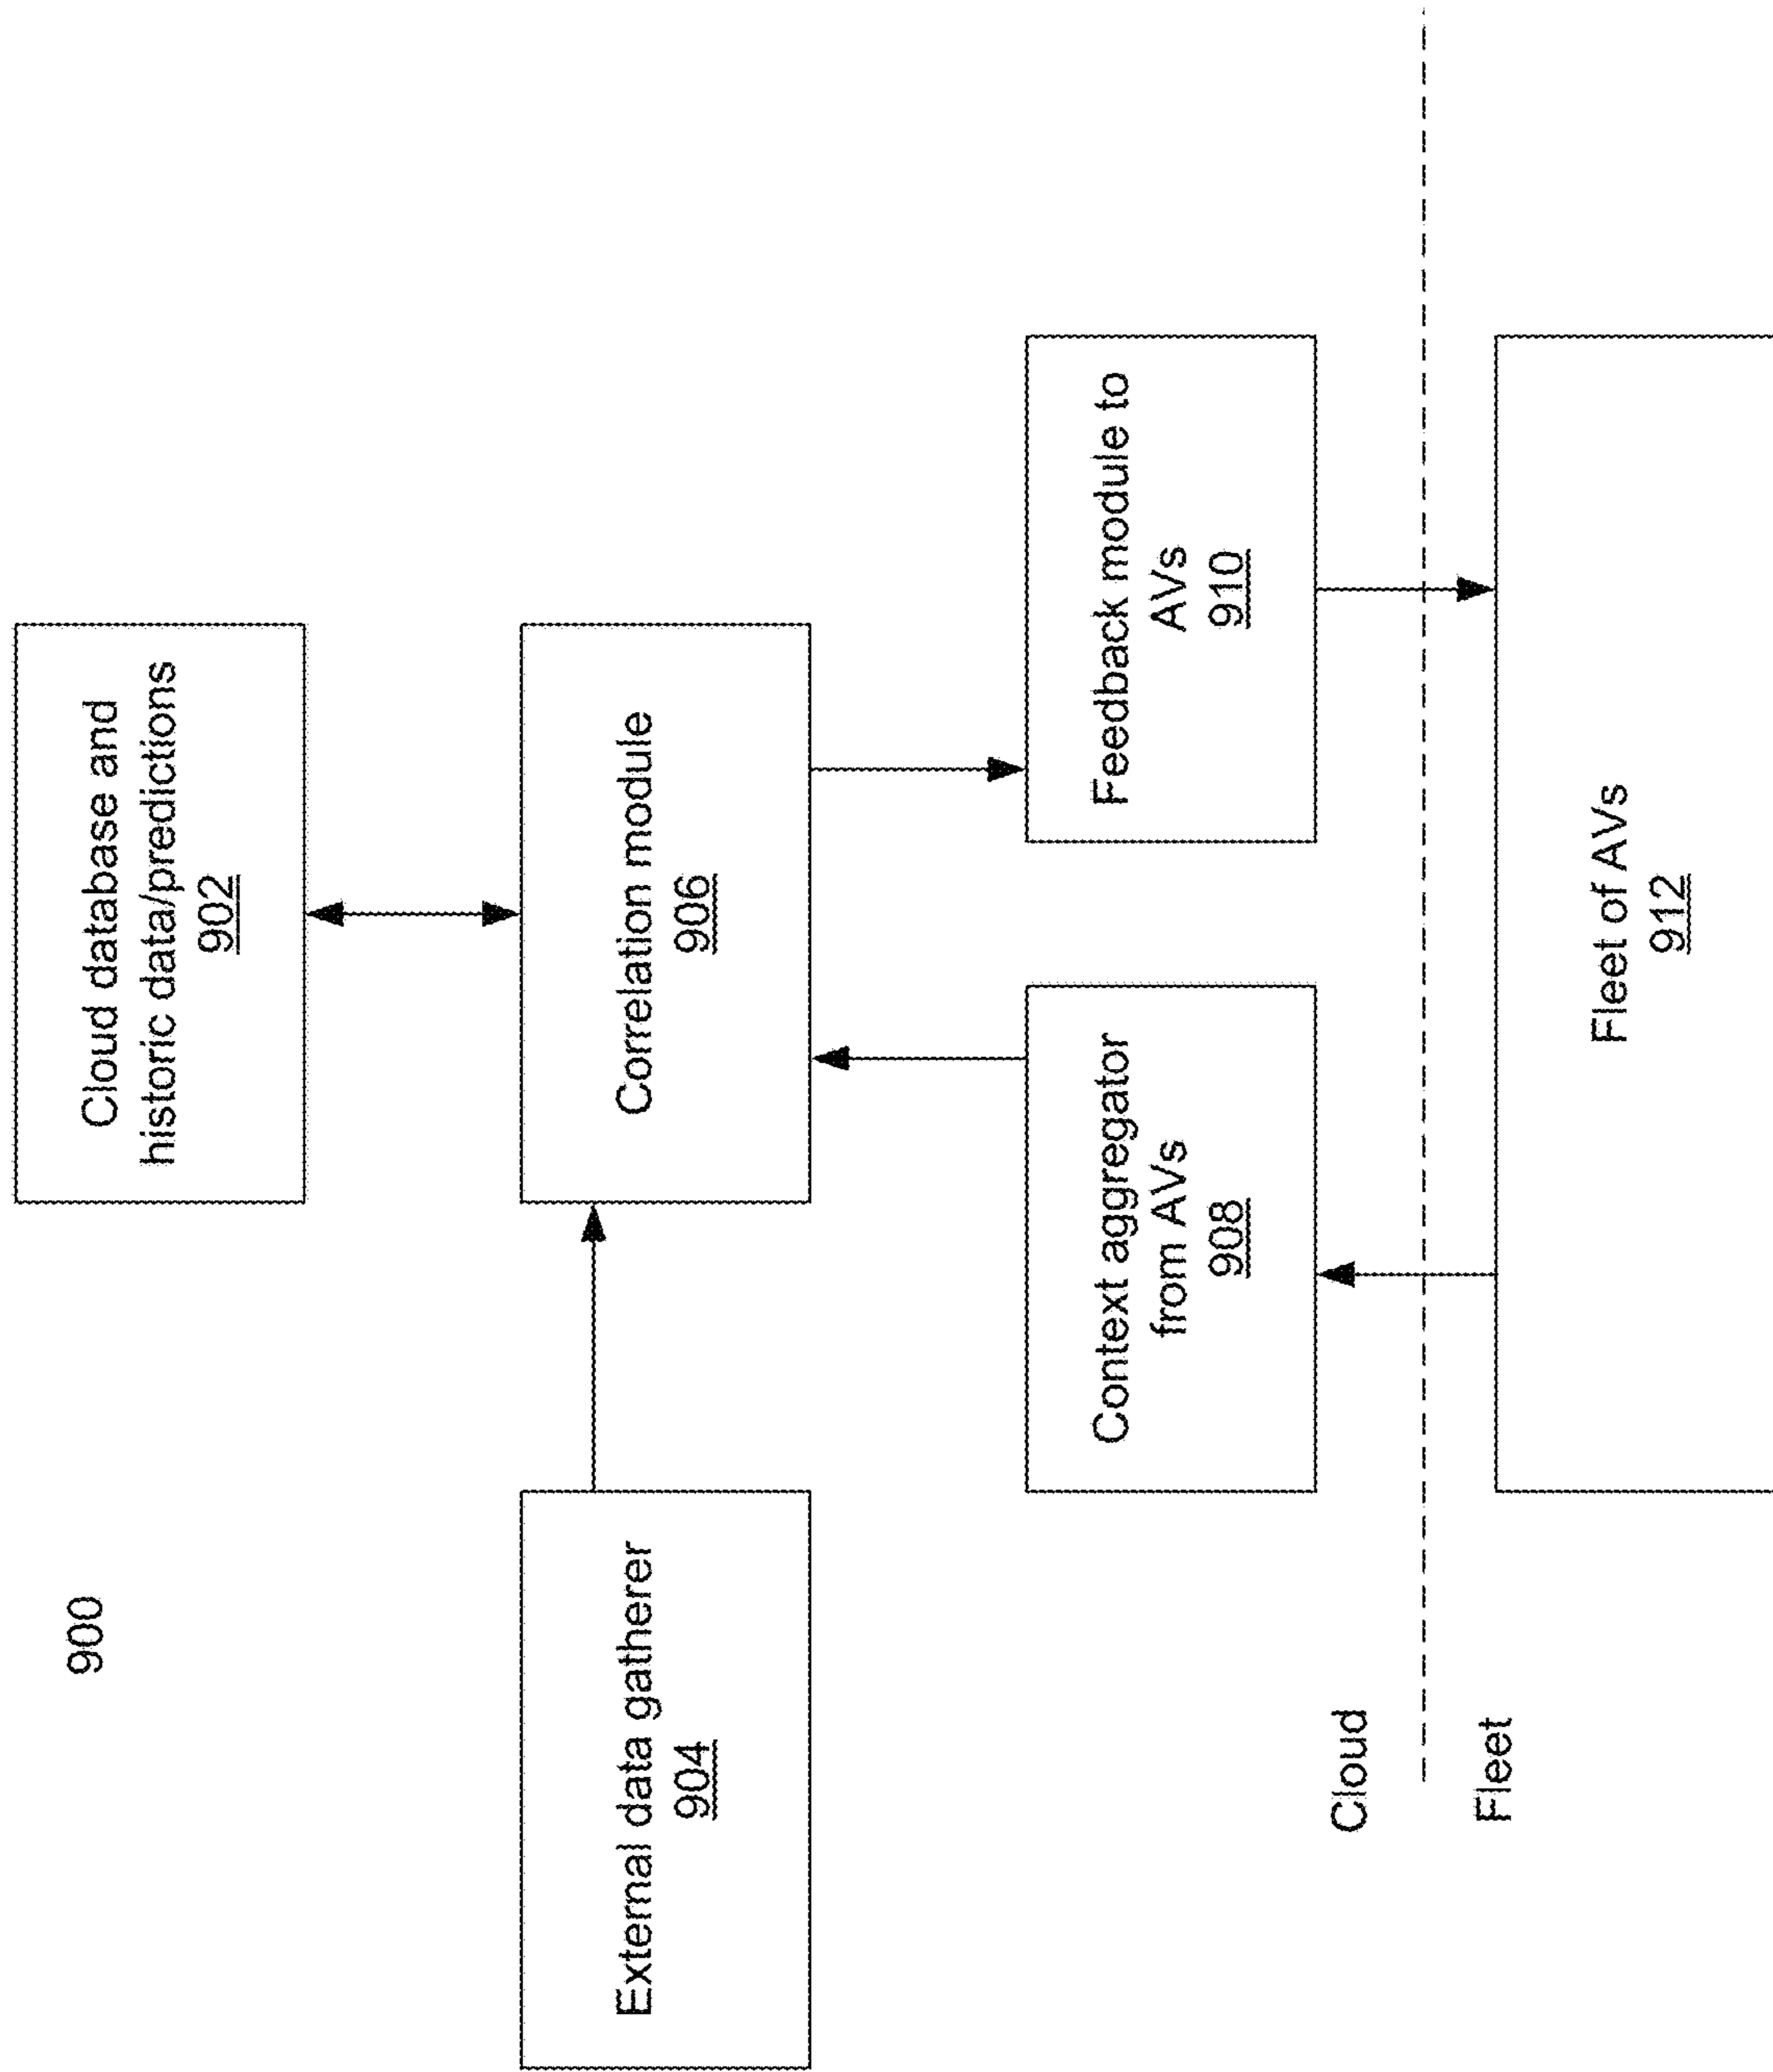 900
Cloud database and
historic data/predictions
902
External data gatherer
904
Correlation module
906
Context aggregator
from AVs
908
Feedback module to
AVs
910
Cloud
Fleet
Fleet of AVs
912